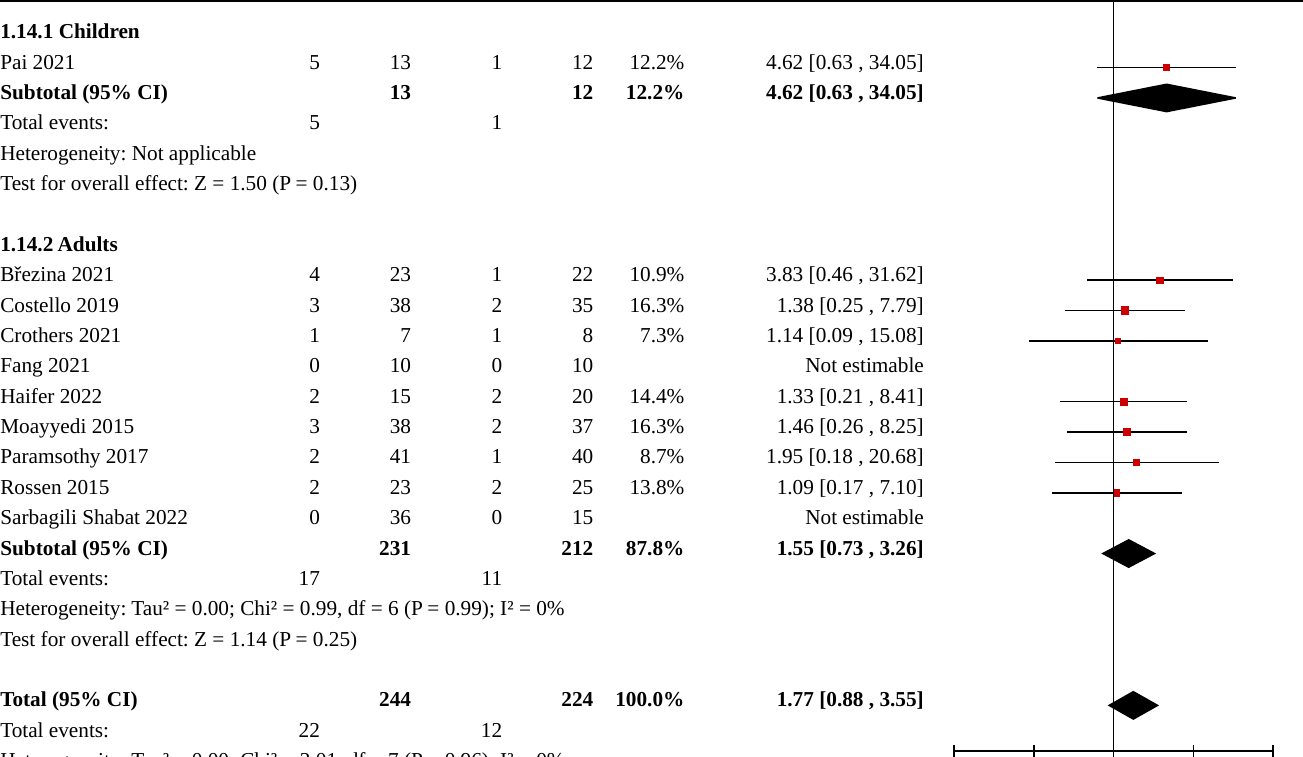 1.14.1 Children
Pai 2021 5 13 1 12 12.2% 4.62 [0.63 , 34.05]
Subtotal (95% CI) 13 12 12.2% 4.62 [0.63 , 34.05]
Total events: 5 1
Heterogeneity: Not applicable
Test for overall effect: Z = 1.50 (P = 0.13)
1.14.2 Adults
Březina 2021 4 23 1 22 10.9% 3.83 [0.46 , 31.62]
Costello 2019 3 38 2 35 16.3% 1.38 [0.25 , 7.79]
Crothers 2021 1 7 1 8 7.3% 1.14 [0.09 , 15.08]
Fang 2021 0 10 0 10 Not estimable
Haifer 2022 2 15 2 20 14.4% 1.33 [0.21 , 8.41]
Moayyedi 2015 3 38 2 37 16.3% 1.46 [0.26 , 8.25]
Paramsothy 2017 2 41 1 40 8.7% 1.95 [0.18 , 20.68]
Rossen 2015 2 23 2 25 13.8% 1.09 [0.17 , 7.10]
Sarbagili Shabat 2022 0 36 0 15 Not estimable
Subtotal (95% CI) 231 212 87.8% 1.55 [0.73 , 3.26]
Total events: 17 11
Heterogeneity: Tau² = 0.00; Chi² = 0.99, df = 6 (P = 0.99); I² = 0%
Test for overall effect: Z = 1.14 (P = 0.25)
Total (95% CI) 244 224 100.0% 1.77 [0.88 , 3.55]
Total events: 22 12